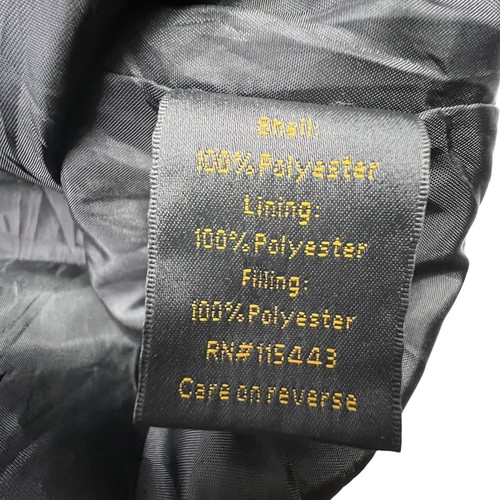 Shell:
100% Polyester
Lining:
100% Polyester
Filling:
100% Polyester
RN# 115443
Care on reverse